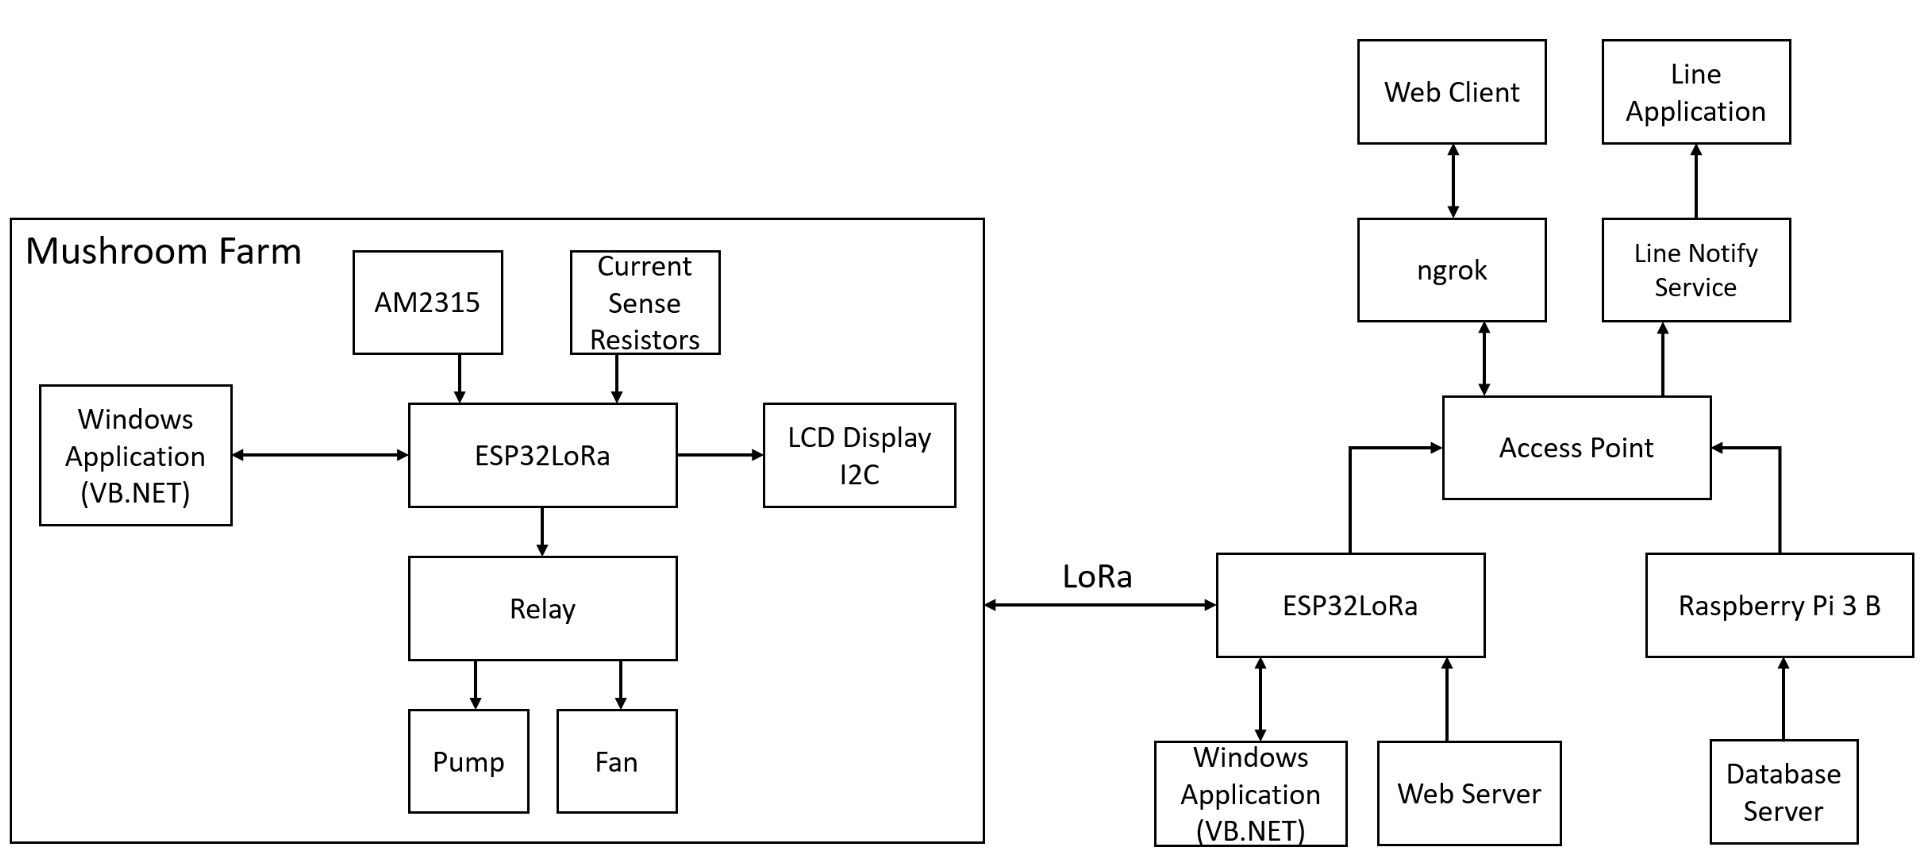 Web Client
Line
Application
Mushroom Farm
AM2315
Current
Sense
Resistors
ngrok
Line Notify
Service
Windows
Application
(VB.NET)
ESP32LoRa
LCD Display
I2C
Access Point
Relay
LoRa
ESP32LoRa
Raspberry Pi 3 B
Pump
Fan
Windows
Application
(VB.NET)
Web Server
Database
Server